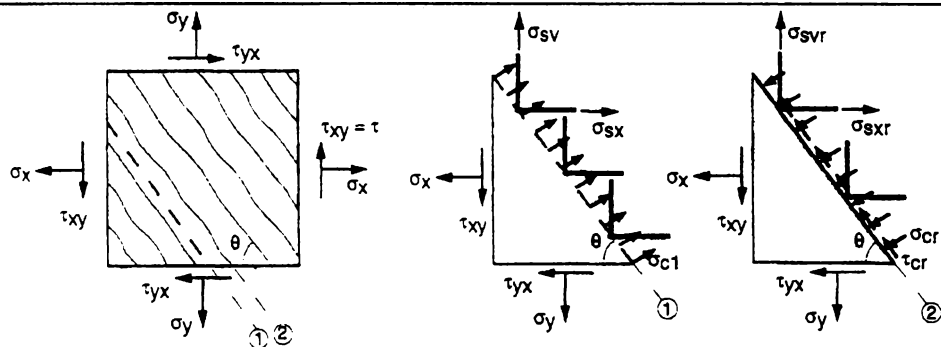 σy
τyx
τxy = τ
σx
σx
τxy
θ
τyx
σy
① ②
σsv
σsx
σx
τxy
θ
σc1
τyx
σy
①
σsvr
σsxr
σx
τxy
θ
σcr
τcr
τyx
σy
②